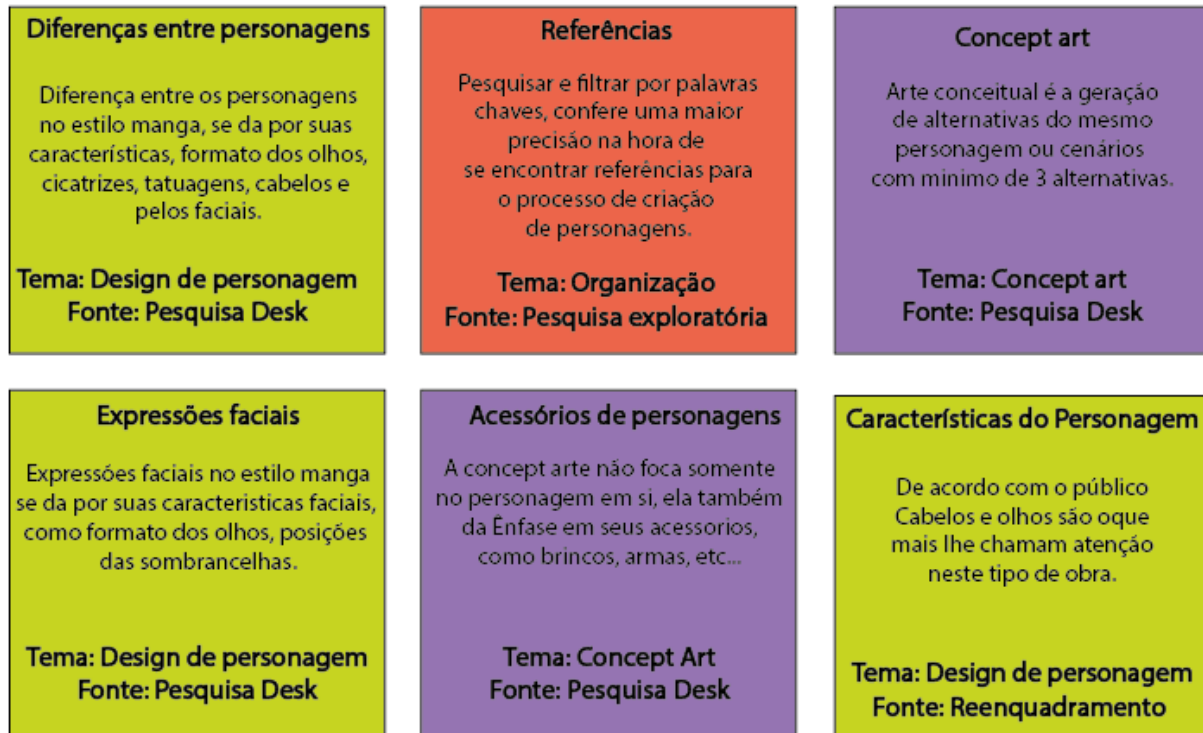 Diferenças entre personagens
Diferença entre os personagens
no estilo manga, se da por suas
características, formato dos olhos,
cicatrizes, tatuagens, cabelos e
pelos faciais.
Tema: Design de personagem
Fonte: Pesquisa Desk
Referências
Pesquisar e filtrar por palavras
chaves, confere uma maior
precisão na hora de
se encontrar referências para
o processo de criação
de personagens.
Tema: Organização
Fonte: Pesquisa exploratória
Concept art
Arte conceitual é a geração
de alternativas do mesmo
personagem ou cenários
com minimo de 3 alternativas.
Tema: Concept art
Fonte: Pesquisa Desk
Expressões faciais
Expressões faciais no estilo manga
se da por suas caracteristicas faciais,
como formato dos olhos, posições
das sombrancelhas.
Tema: Design de personagem
Fonte: Pesquisa Desk
Acessórios de personagens
A concept arte não foca somente
no personagem em si, ela também
da Ênfase em seus acessorios,
como brincos, armas, etc...
Tema: Concept Art
Fonte: Pesquisa Desk
Características do Personagem
De acordo com o público
Cabelos e olhos são oque
mais lhe chamam atenção
neste tipo de obra.
Tema: Design de personagem
Fonte: Reenquadramento